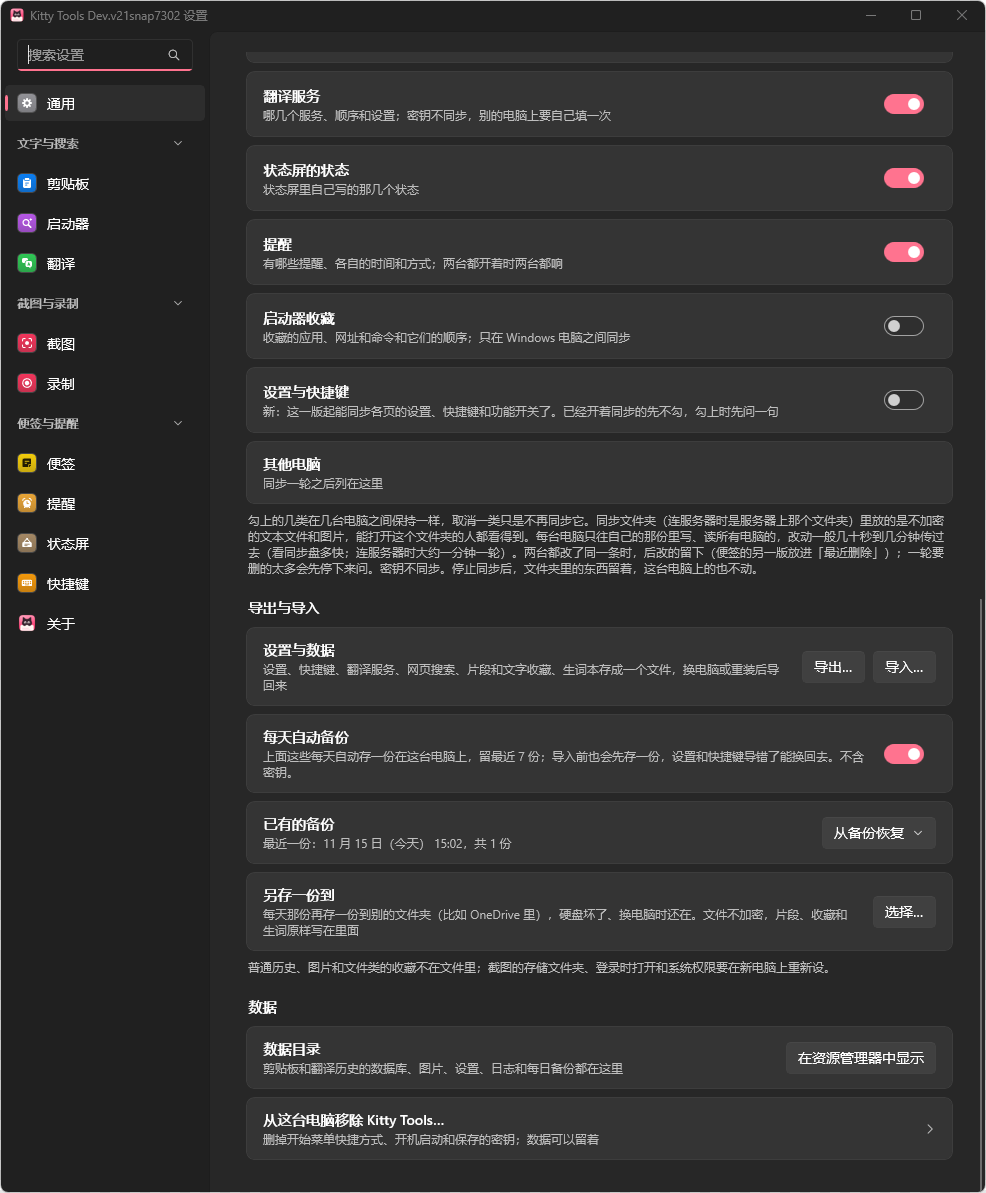 Kitty Tools Dev.v21snap7302 设置
搜索设置
通用
文字与搜索
剪贴板
启动器
翻译
截图与录制
截图
录制
便签与提醒
便签
提醒
状态屏
快捷键
关于
翻译服务
哪几个服务、顺序和设置；密钥不同步，别的电脑上要自己填一次
状态屏的状态
状态屏里自己写的那几个状态
提醒
有哪些提醒、各自的时间和方式；两台都开着时两台都响
启动器收藏
收藏的应用、网址和命令和它们的顺序；只在 Windows 电脑之间同步
设置与快捷键
新：这一版起能同步各页的设置、快捷键和功能开关了。已经开着同步的先不勾，勾上时先问一句
其他电脑
同步一轮之后列在这里
勾上的几类在几台电脑之间保持一样，取消一类只是不再同步它。同步文件夹（连服务器时是服务器上那个文件夹）里放的是不加密
的文本文件和图片，能打开这个文件夹的人都看得到。每台电脑只往自己的那份里写、读所有电脑的，改动一般几十秒到几分钟传过
去（看同步盘多快；连服务器时大约一分钟一轮）。两台都改了同一条时，后改的留下（便签的另一版放进「最近删除」）；一轮要
删的太多会先停下来问。密钥不同步。停止同步后，文件夹里的东西留着，这台电脑上的也不动。
导出与导入
设置与数据
设置、快捷键、翻译服务、网页搜索、片段和文字收藏、生词本存成一个文件，换电脑或重装后导
回来
导出...
导入...
每天自动备份
上面这些每天自动存一份在这台电脑上，留最近 7 份；导入前也会先存一份，设置和快捷键导错了能换回去。不含
密钥。
已有的备份
最近一份：11 月 15 日（今天） 15:02，共 1 份
从备份恢复
另存一份到
每天那份再存一份到别的文件夹（比如 OneDrive 里），硬盘坏了、换电脑时还在。文件不加密，片段、收藏和
生词原样写在里面
选择...
普通历史、图片和文件类的收藏不在文件里；截图的存储文件夹、登录时打开和系统权限要在新电脑上重新设。
数据
数据目录
剪贴板和翻译历史的数据库、图片、设置、日志和每日备份都在这里
在资源管理器中显示
从这台电脑移除 Kitty Tools...
删掉开始菜单快捷方式、开机启动和保存的密钥；数据可以留着